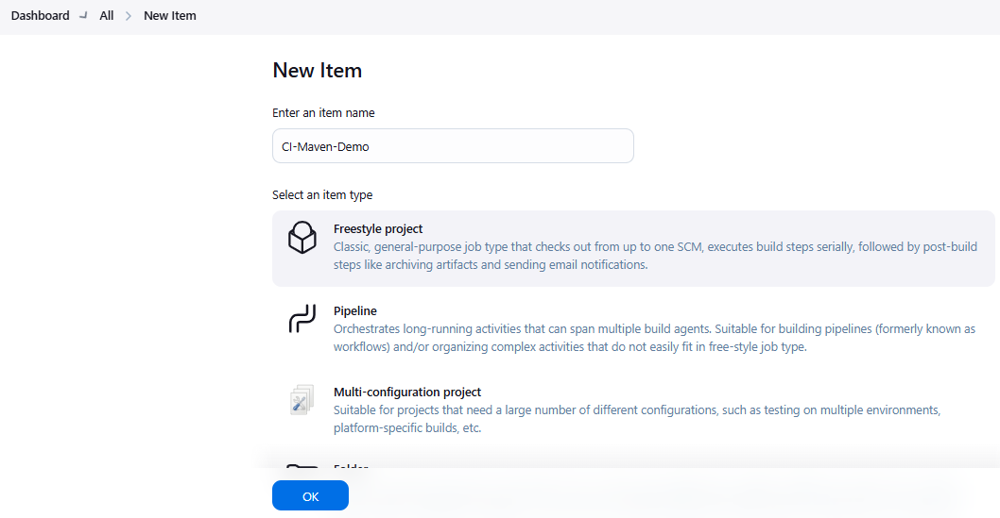 Dashboard All New Item
New Item
Enter an item name
CI-Maven-Demo
Select an item type
Freestyle project
Classic, general-purpose job type that checks out from up to one SCM, executes build steps serially, followed by post-build
steps like archiving artifacts and sending email notifications.
Pipeline
Orchestrates long-running activities that can span multiple build agents. Suitable for building pipelines (formerly known as
workflows) and/or organizing complex activities that do not easily fit in free-style job type.
Multi-configuration project
Suitable for projects that need a large number of different configurations, such as testing on multiple environments,
platform-specific builds, etc.
Folder
OK